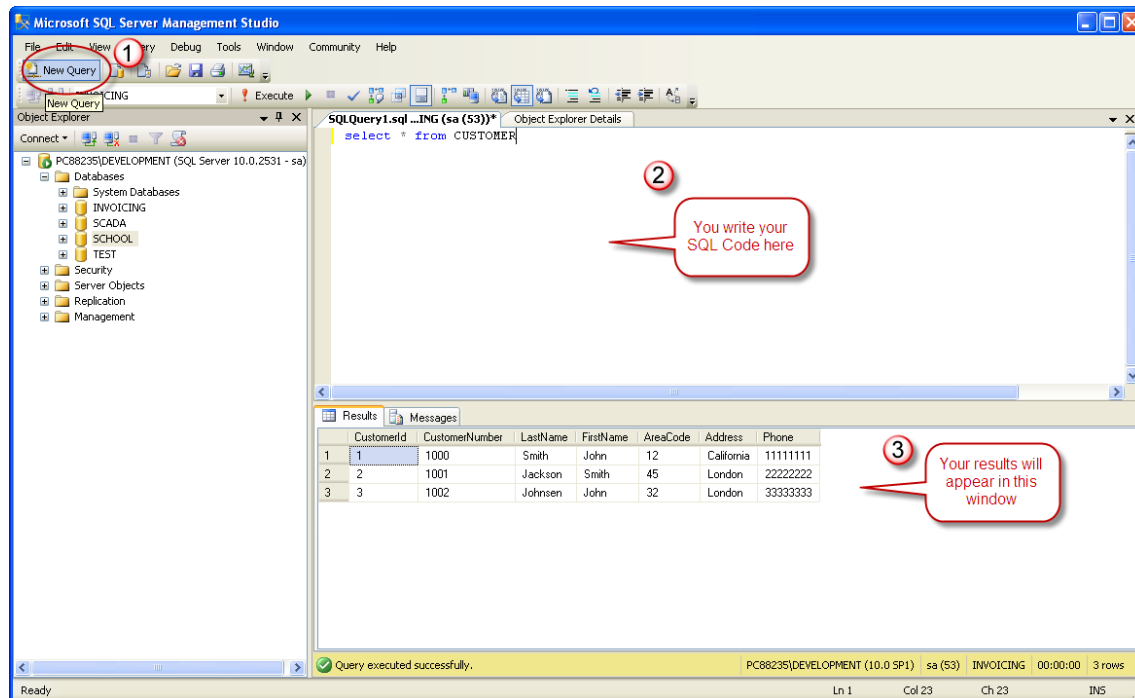 Microsoft SQL Server Management Studio
File Edit View Debug Tools Window Community Help
1
New Query
Execute
New Query
Object Explorer
SQLQuery1.sql ...ING (sa (53))* Object Explorer Details
Connect
select * from CUSTOMER
PC88235\DEVELOPMENT (SQL Server 10.0.2531 - sa)
Databases
System Databases
INVOICING
SCADA
SCHOOL
TEST
Security
Server Objects
Replication
Management
2
You write your
SQL Code here
Results Messages
CustomerId CustomerNumber LastName FirstName AreaCode Address Phone
1 1 1000 Smith John 12 California 11111111
2 2 1001 Jackson Smith 45 London 22222222
3 3 1002 Johnsen John 32 London 33333333
3
Your results will
appear in this
window
Query executed successfully. PC88235\DEVELOPMENT (10.0 SP1) sa (53) INVOICING 00:00:00 3 rows
Ready Ln 1 Col 23 Ch 23 INS